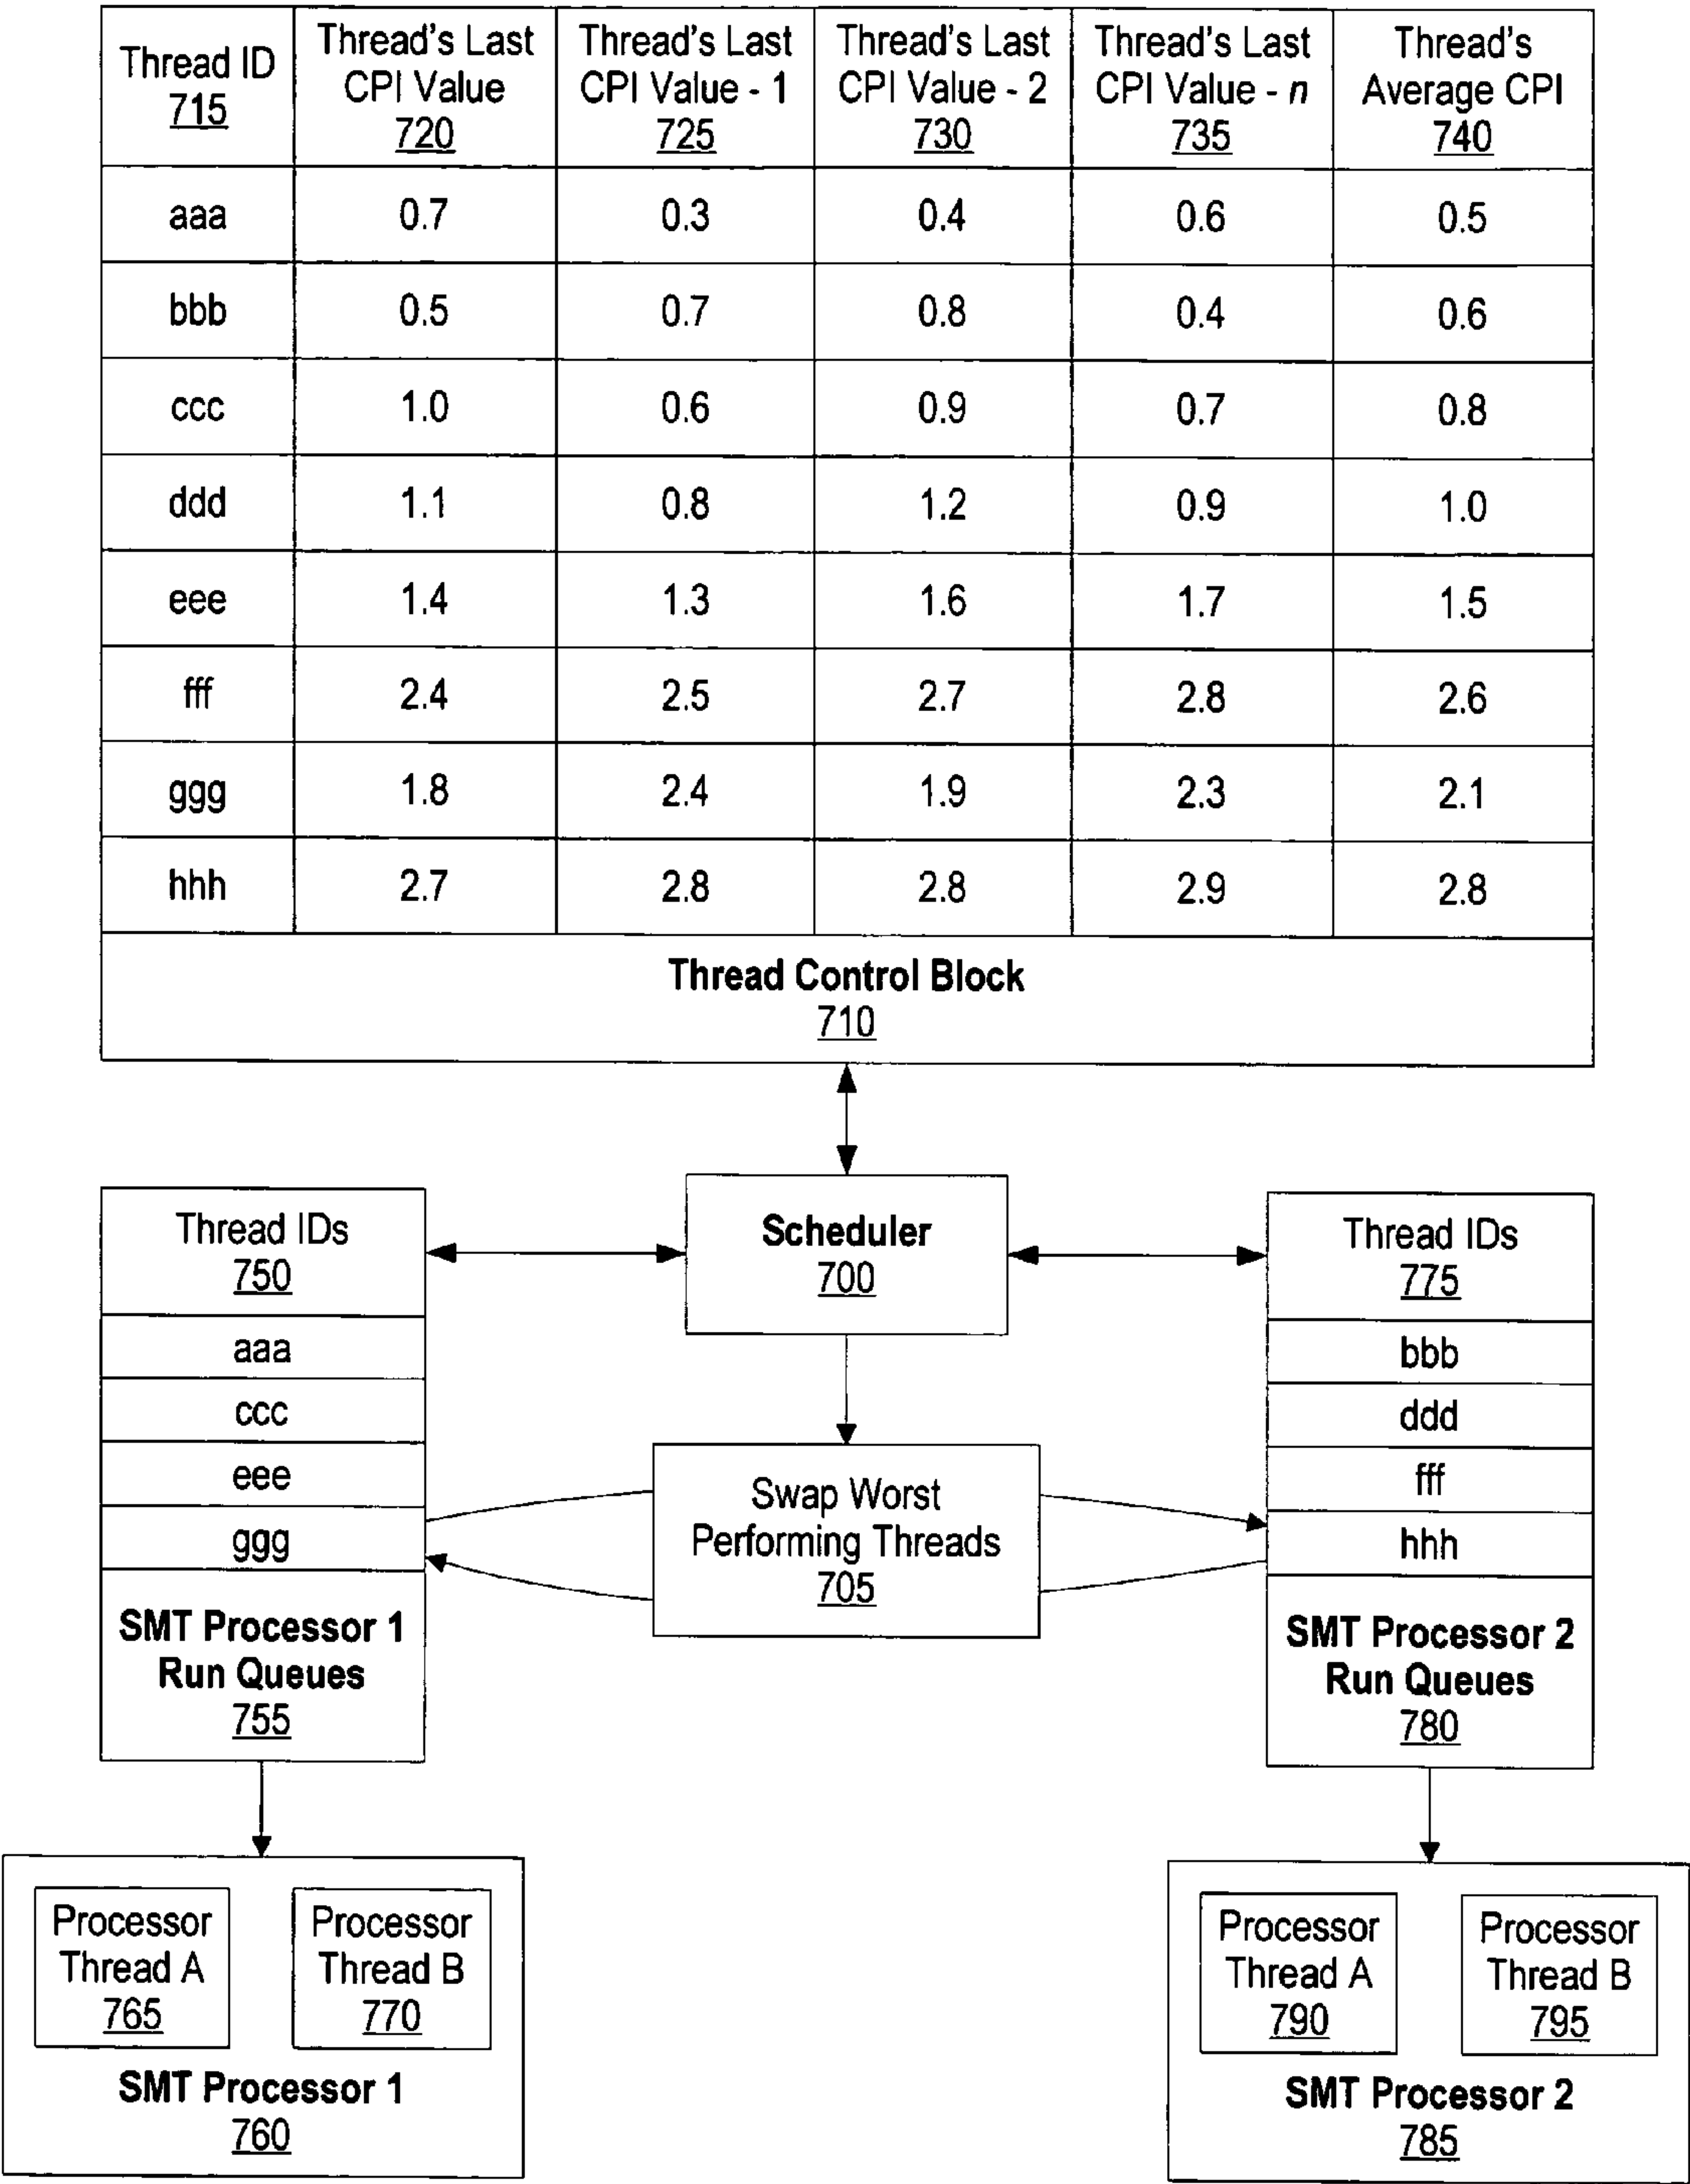 Thread ID
715
Thread's Last
CPI Value
720
Thread's Last
CPI Value - 1
725
Thread's Last
CPI Value - 2
730
Thread's Last
CPI Value - n
735
Thread's
Average CPI
740
aaa 0.7 0.3 0.4 0.6 0.5
bbb 0.5 0.7 0.8 0.4 0.6
ccc 1.0 0.6 0.9 0.7 0.8
ddd 1.1 0.8 1.2 0.9 1.0
eee 1.4 1.3 1.6 1.7 1.5
fff 2.4 2.5 2.7 2.8 2.6
ggg 1.8 2.4 1.9 2.3 2.1
hhh 2.7 2.8 2.8 2.9 2.8
Thread Control Block
710
Thread IDs
750
aaa
ccc
eee
ggg
SMT Processor 1
Run Queues
755
Scheduler
700
Swap Worst
Performing Threads
705
Thread IDs
775
bbb
ddd
fff
hhh
SMT Processor 2
Run Queues
780
Processor
Thread A
765
Processor
Thread B
770
SMT Processor 1
760
Processor
Thread A
790
Processor
Thread B
795
SMT Processor 2
785